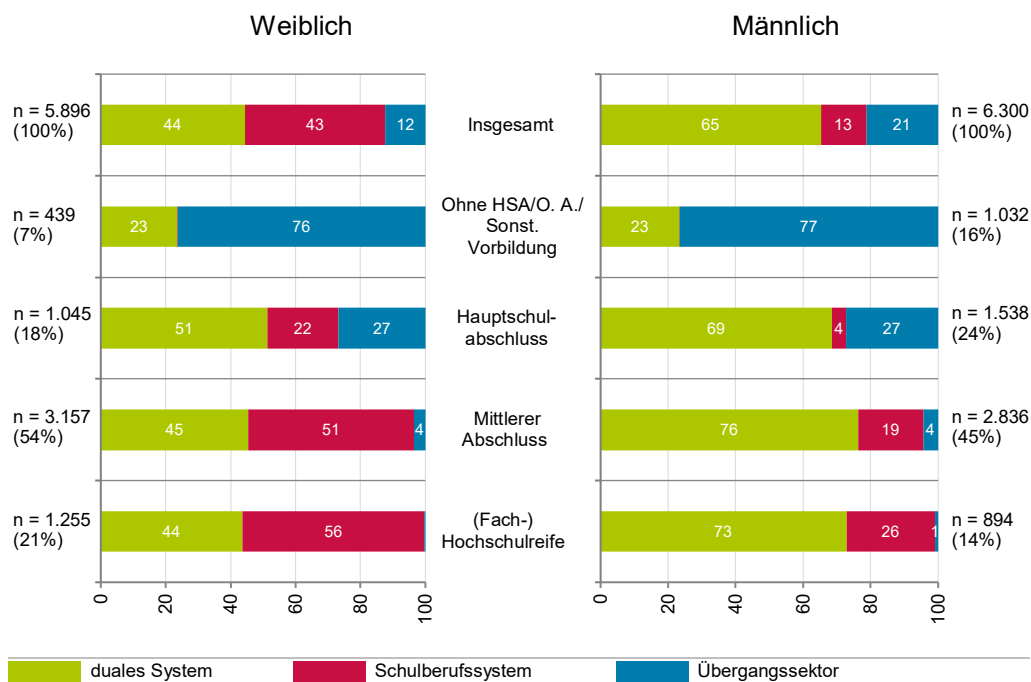 Weiblich
Männlich
n = 5.896
(100%)
44
43
12
Insgesamt
65
13
21
n = 6.300
(100%)
n = 439
(7%)
23
76
Ohne HSA/O. A./
Sonst.
Vorbildung
23
77
n = 1.032
(16%)
n = 1.045
(18%)
51
22
27
Hauptschul-
abschluss
69
4
27
n = 1.538
(24%)
n = 3.157
(54%)
45
51
4
Mittlerer
Abschluss
76
19
4
n = 2.836
(45%)
n = 1.255
(21%)
44
56
(Fach-)
Hochschulreife
73
26
1
n = 894
(14%)
0
20
40
60
80
100
0
20
40
60
80
100
duales System
Schulberufssystem
Übergangssektor